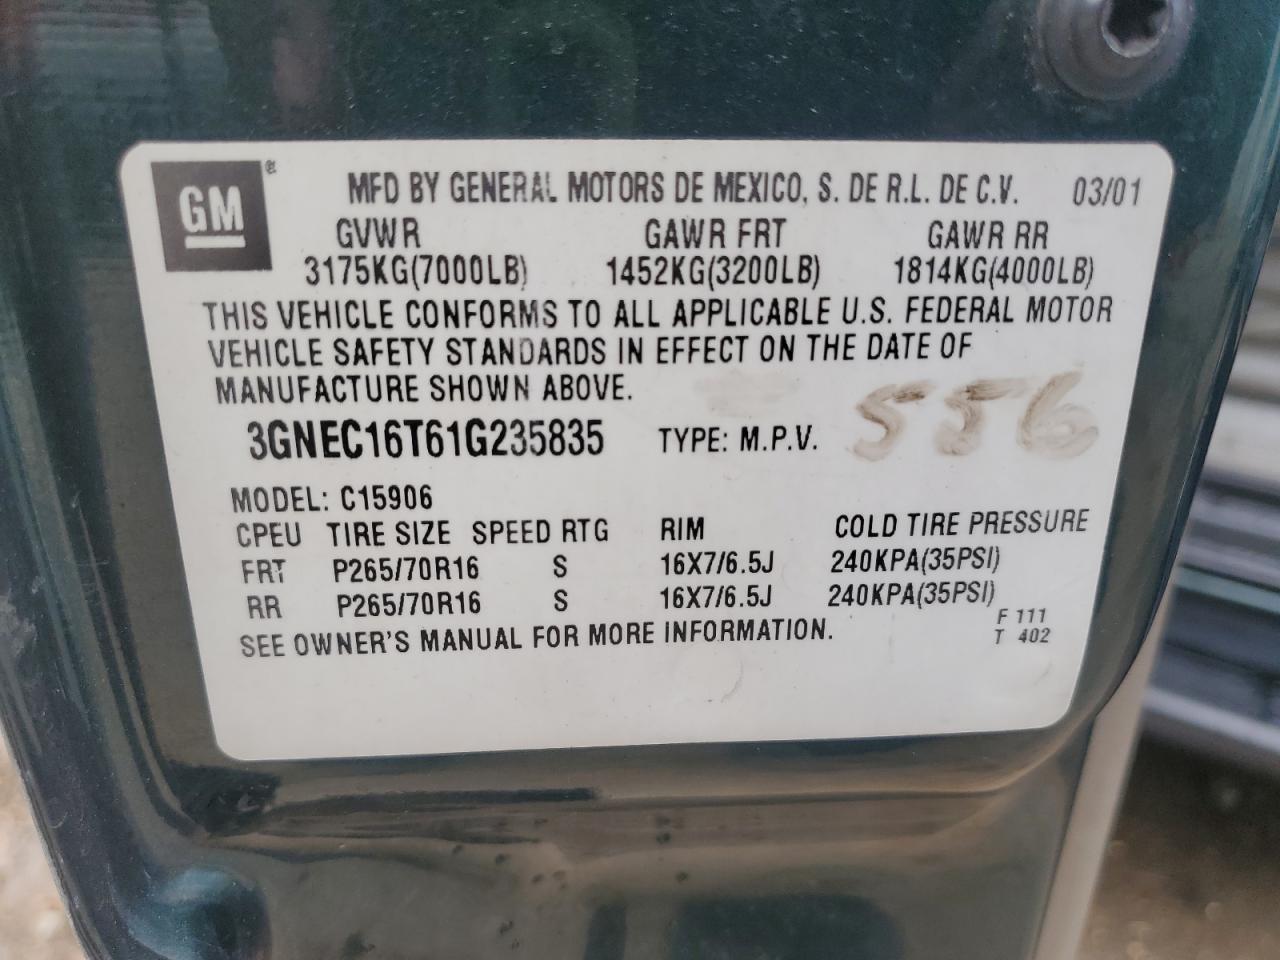 GM®
MFD BY GENERAL MOTORS DE MEXICO, S. DE R.L. DE C.V. 03/01
GVWR GAWR FRT GAWR RR
3175KG(7000LB) 1452KG(3200LB) 1814KG(4000LB)
THIS VEHICLE CONFORMS TO ALL APPLICABLE U.S. FEDERAL MOTOR
VEHICLE SAFETY STANDARDS IN EFFECT ON THE DATE OF
MANUFACTURE SHOWN ABOVE.
3GNEC16T61G235835 TYPE: M.P.V. 556
MODEL: C15906
CPEU TIRE SIZE SPEED RTG RIM COLD TIRE PRESSURE
FRT P265/70R16 S 16X7/6.5J 240KPA(35PSI)
RR P265/70R16 S 16X7/6.5J 240KPA(35PSI)
SEE OWNER'S MANUAL FOR MORE INFORMATION.
F 111
T 402